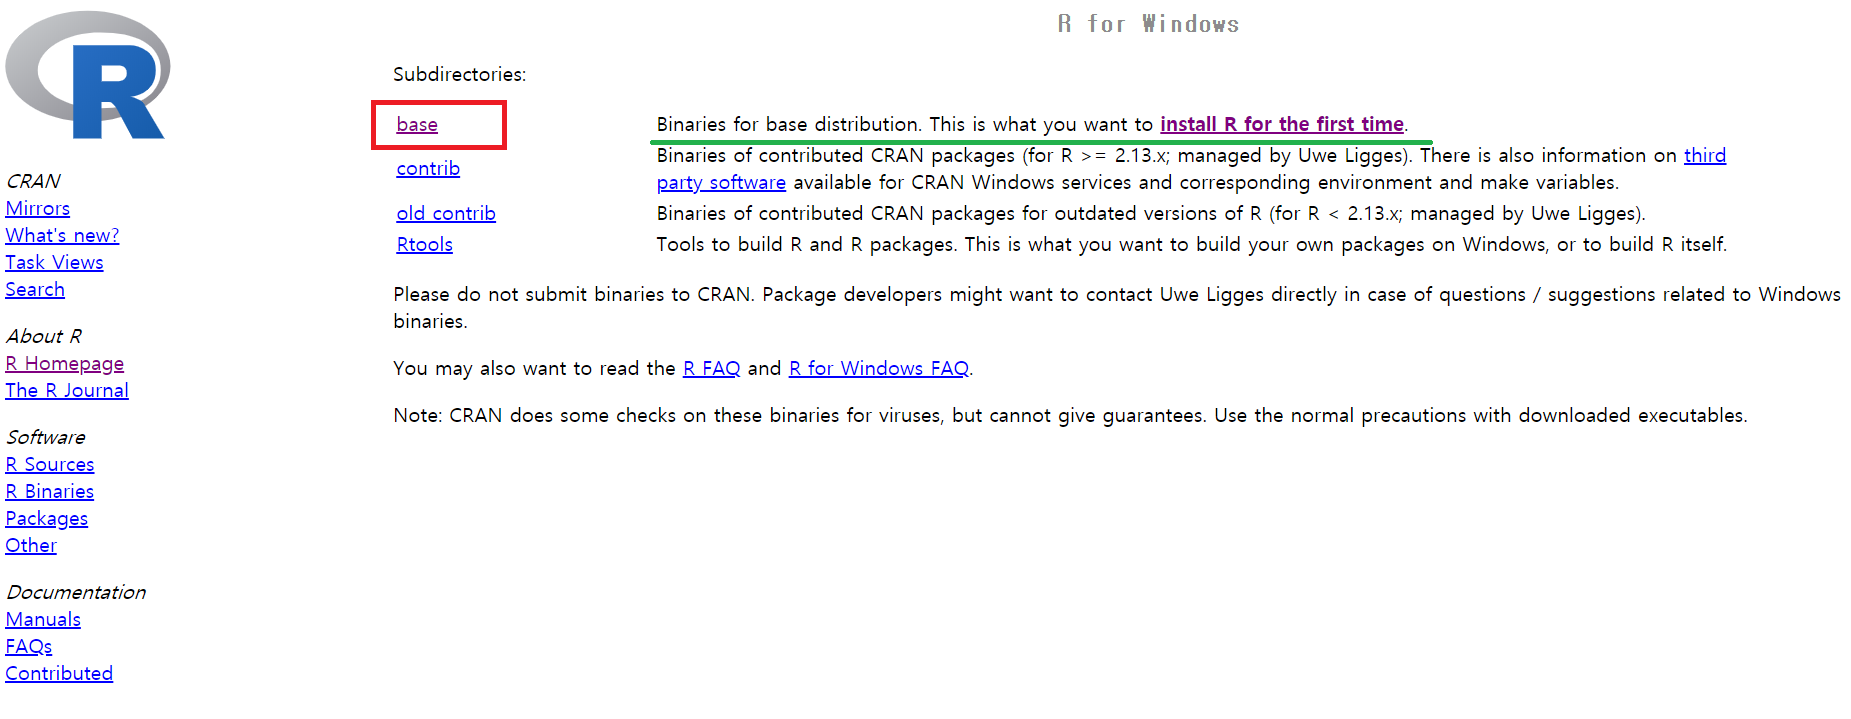 R
R for Windows
Subdirectories:
base
Binaries for base distribution. This is what you want to install R for the first time.
contrib
Binaries of contributed CRAN packages (for R >= 2.13.x; managed by Uwe Ligges). There is also information on third
party software available for CRAN Windows services and corresponding environment and make variables.
old contrib
Binaries of contributed CRAN packages for outdated versions of R (for R < 2.13.x; managed by Uwe Ligges).
Rtools
Tools to build R and R packages. This is what you want to build your own packages on Windows, or to build R itself.
Please do not submit binaries to CRAN. Package developers might want to contact Uwe Ligges directly in case of questions / suggestions related to Windows
binaries.
You may also want to read the R FAQ and R for Windows FAQ.
Note: CRAN does some checks on these binaries for viruses, but cannot give guarantees. Use the normal precautions with downloaded executables.
CRAN
Mirrors
What's new?
Task Views
Search
About R
R Homepage
The R Journal
Software
R Sources
R Binaries
Packages
Other
Documentation
Manuals
FAQs
Contributed